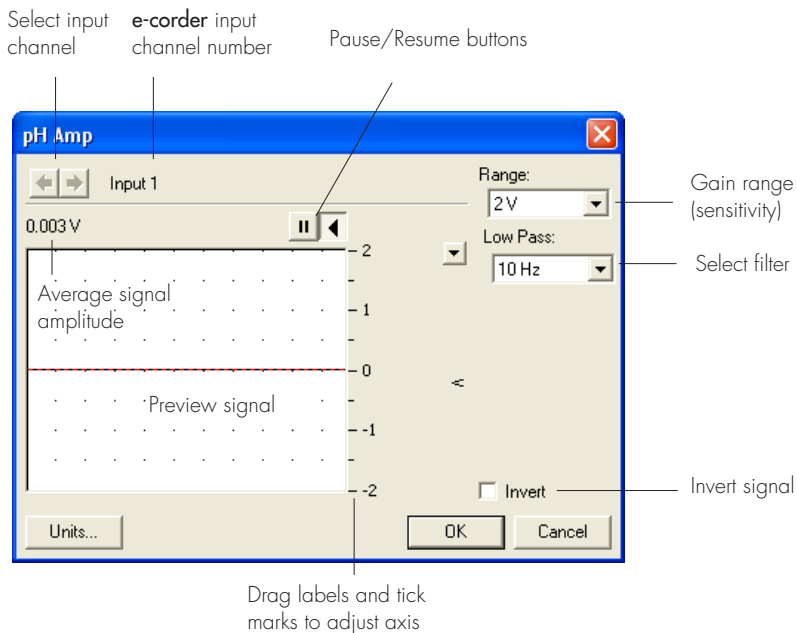 Select input
channel
e-corder input
channel number
Pause/Resume buttons
pH Amp
Input 1
Range:
2 V
Gain range
(sensitivity)
0.003 V
Low Pass:
10 Hz
Select filter
2
1
0
-1
-2
Average signal
amplitude
Preview signal
V
Invert
Invert signal
Units...
OK
Cancel
Drag labels and tick
marks to adjust axis